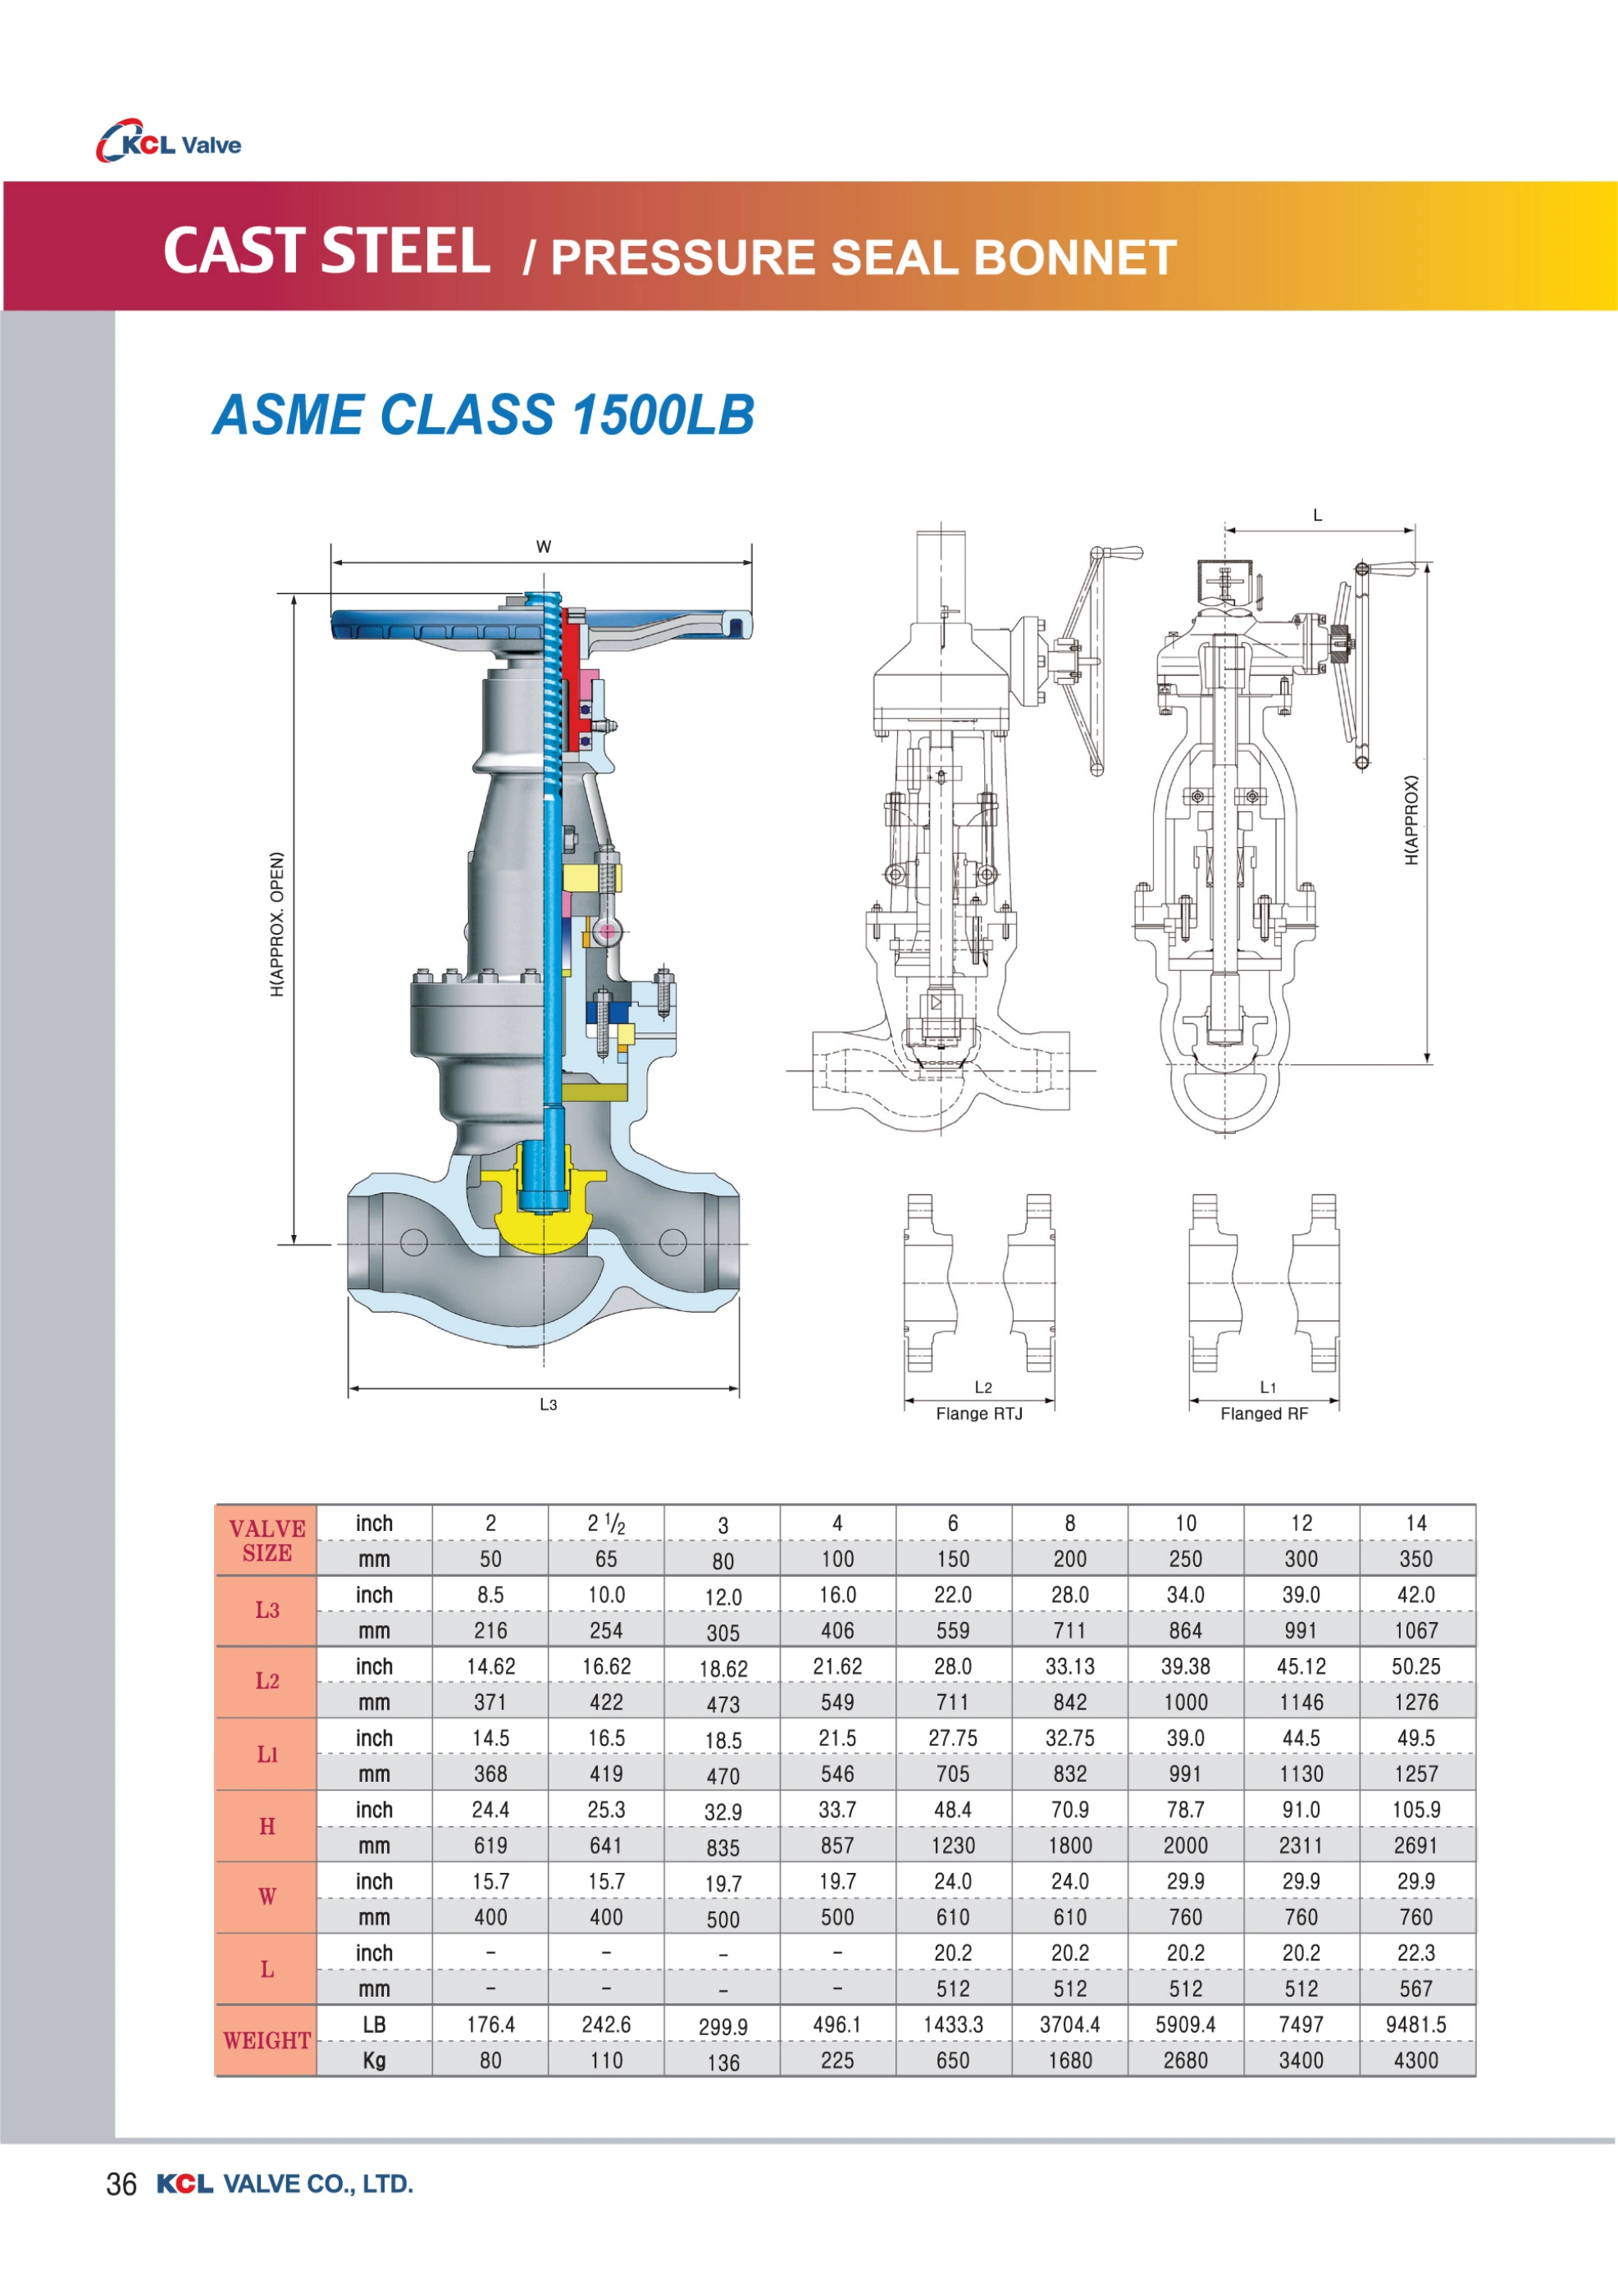 KCL Valve
CAST STEEL / PRESSURE SEAL BONNET
ASME CLASS 1500LB
W
H(APPROX. OPEN)
L3
L
H(APPROX)
L2
Flange RTJ
L1
Flanged RF
VALVE SIZE inch 2 2 1/2 3 4 6 8 10 12 14
mm 50 65 80 100 150 200 250 300 350
L3 inch 8.5 10.0 12.0 16.0 22.0 28.0 34.0 39.0 42.0
mm 216 254 305 406 559 711 864 991 1067
L2 inch 14.62 16.62 18.62 21.62 28.0 33.13 39.38 45.12 50.25
mm 371 422 473 549 711 842 1000 1146 1276
L1 inch 14.5 16.5 18.5 21.5 27.75 32.75 39.0 44.5 49.5
mm 368 419 470 546 705 832 991 1130 1257
H inch 24.4 25.3 32.9 33.7 48.4 70.9 78.7 91.0 105.9
mm 619 641 835 857 1230 1800 2000 2311 2691
W inch 15.7 15.7 19.7 19.7 24.0 24.0 29.9 29.9 29.9
mm 400 400 500 500 610 610 760 760 760
L inch - - - - 20.2 20.2 20.2 20.2 22.3
mm - - - - 512 512 512 512 567
WEIGHT LB 176.4 242.6 299.9 496.1 1433.3 3704.4 5909.4 7497 9481.5
Kg 80 110 136 225 650 1680 2680 3400 4300
36 KCL VALVE CO., LTD.